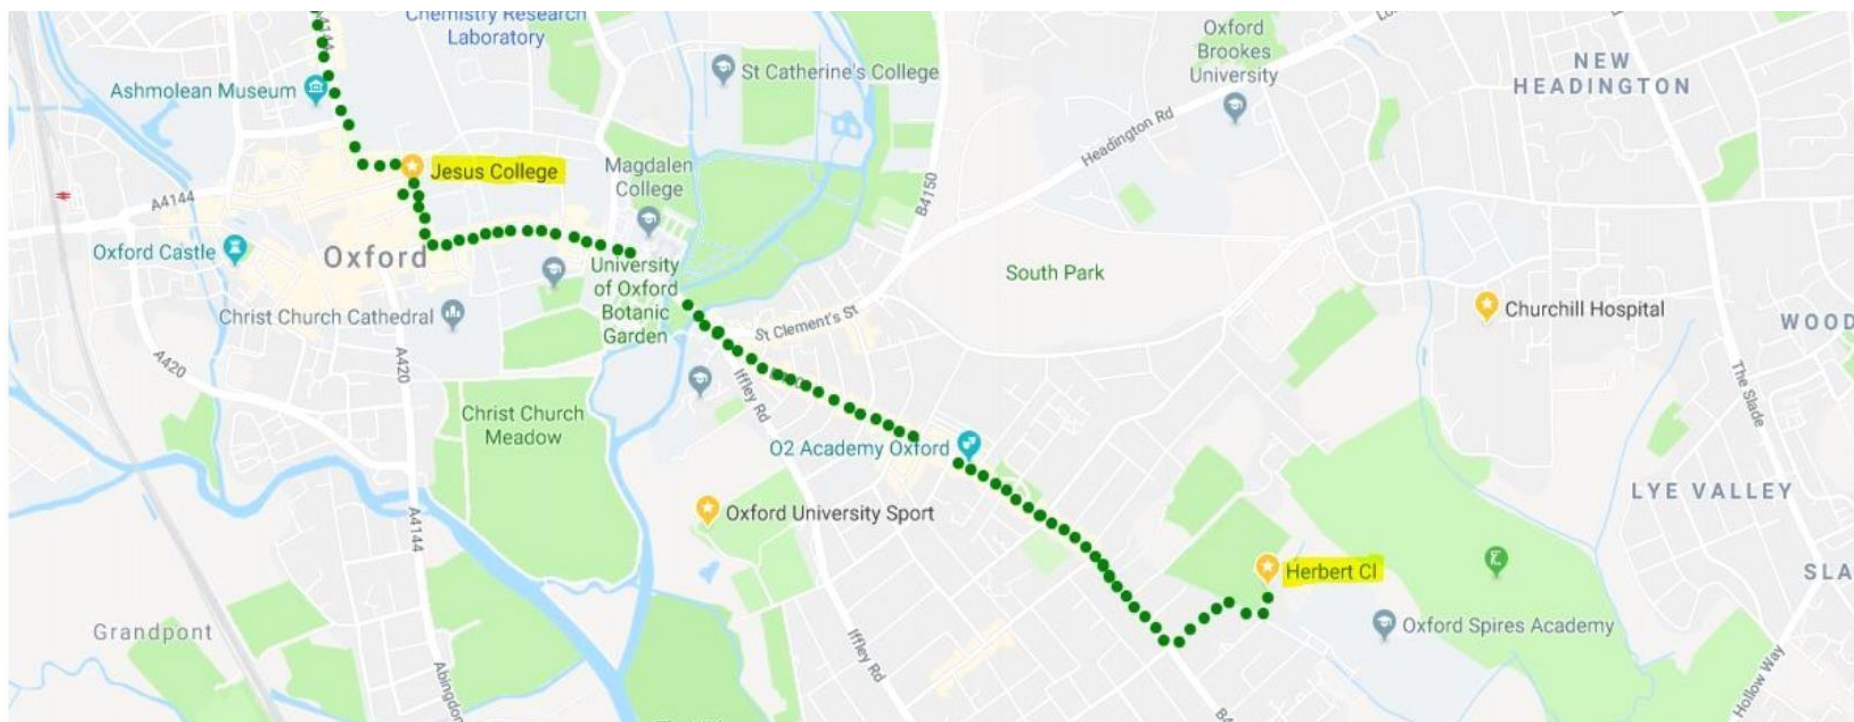 Chemistry Research
Laboratory
A4144
Ashmolean Museum
St Catherine's College
Oxford
Brookes
University
NEW
HEADINGTON
Headington Rd
Jesus College
Magdalen
College
A4144
B4150
Oxford Castle
Oxford
University
of Oxford
Botanic
Garden
South Park
Christ Church Cathedral
St Clement's St
Churchill Hospital
WOOD
A420
A420
The Slade
Iffley Rd
Christ Church
Meadow
O2 Academy Oxford
LYE VALLEY
Oxford University Sport
A4144
Herbert Cl
SLA
Grandpont
Oxford Spires Academy
Iffley Rd
Abingdon
Hollow Way
B4